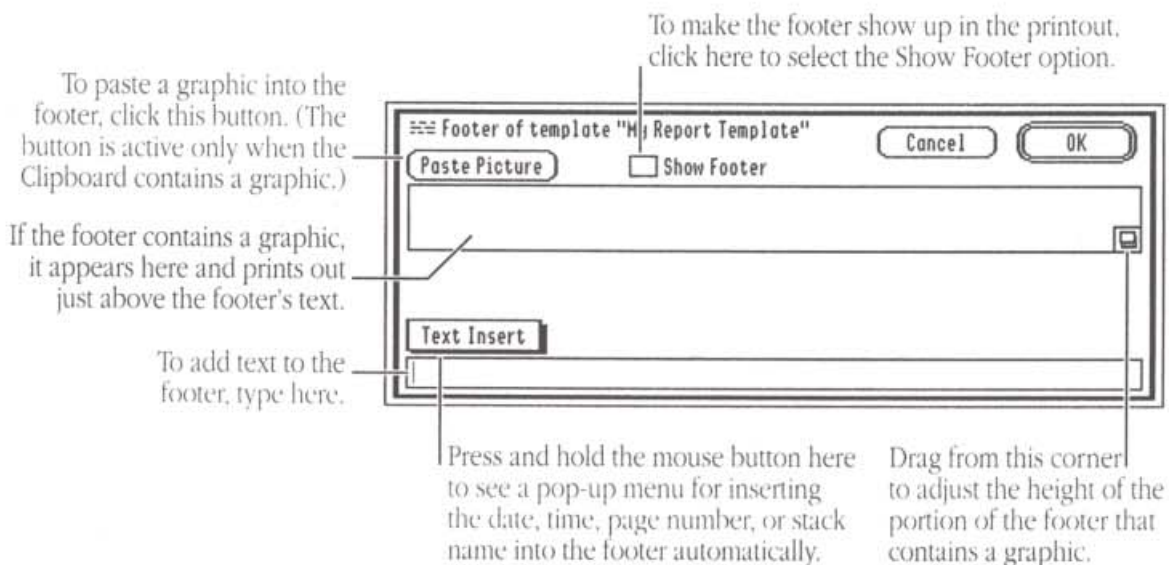 To make the footer show up in the printout,
click here to select the Show Footer option.
To paste a graphic into the
footer, click this button. (The
button is active only when the
Clipboard contains a graphic.)
If the footer contains a graphic,
it appears here and prints out
just above the footer's text.
To add text to the
footer, type here.
Footer of template "My Report Template"
Cancel
OK
Paste Picture
Show Footer
Text Insert
Press and hold the mouse button here
to see a pop-up menu for inserting
the date, time, page number, or stack
name into the footer automatically.
Drag from this corner
to adjust the height of the
portion of the footer that
contains a graphic.